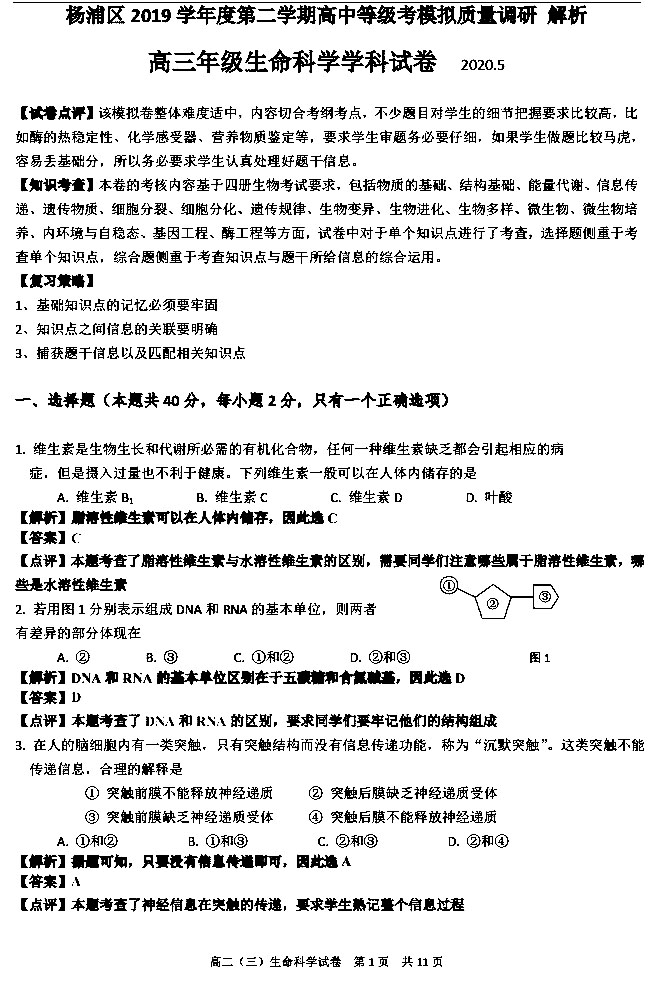 杨浦区 2019 学年度第二学期高中等级考模拟质量调研 解析
高三年级生命科学学科试卷 2020.5
【试卷点评】该模拟卷整体难度适中，内容切合考纲考点，不少题目对学生的细节把握要求比较高，比
如酶的热稳定性、化学感受器、营养物质鉴定等，要求学生审题务必要仔细，如果学生做题比较马虎，
容易丢基础分，所以务必要求学生认真处理好题干信息。
【知识考查】本卷的考核内容基于四册生物考试要求，包括物质的基础、结构基础、能量代谢、信息传
递、遗传物质、细胞分裂、细胞分化、遗传规律、生物变异、生物进化、生物多样、微生物、微生物培
养、内环境与自稳态、基因工程、酶工程等方面，试卷中对于单个知识点进行了考查，选择题侧重于考
查单个知识点，综合题侧重于考查知识点与题干所给信息的综合运用。
【复习策略】
1、基础知识点的记忆必须要牢固
2、知识点之间信息的关联要明确
3、捕获题干信息以及匹配相关知识点
一、选择题（本题共 40 分，每小题 2 分，只有一个正确选项）
1. 维生素是生物生长和代谢所必需的有机化合物，任何一种维生素缺乏都会引起相应的病
症，但是摄入过量也不利于健康。下列维生素一般可以在人体内储存的是
A. 维生素 B₁ B. 维生素 C C. 维生素 D D. 叶酸
【解析】脂溶性维生素可以在人体内储存，因此选 C
【答案】C
【点评】本题考查了脂溶性维生素与水溶性维生素的区别，需要同学们注意哪些属于脂溶性维生素，哪
些是水溶性维生素
① ② ③
2. 若用图 1 分别表示组成 DNA 和 RNA 的基本单位，则两者
有差异的部分体现在
A. ② B. ③ C. ①和② D. ②和③ 图 1
【解析】DNA 和 RNA 的基本单位区别在于五碳糖和含氮碱基，因此选 D
【答案】D
【点评】本题考查了 DNA 和 RNA 的区别，要求同学们要牢记他们的结构组成
3. 在人的脑细胞内有一类突触，只有突触结构而没有信息传递功能，称为“沉默突触”。这类突触不能
传递信息，合理的解释是
① 突触前膜不能释放神经递质 ② 突触后膜缺乏神经递质受体
③ 突触前膜缺乏神经递质受体 ④ 突触后膜不能释放神经递质
A. ①和② B. ①和③ C. ②和③ D. ②和④
【解析】据题可知，只要没有信息传递即可，因此选 A
【答案】A
【点评】本题考查了神经信息在突触的传递，要求学生熟记整个信息过程
高二（三）生命科学试卷 第 1 页 共 11 页